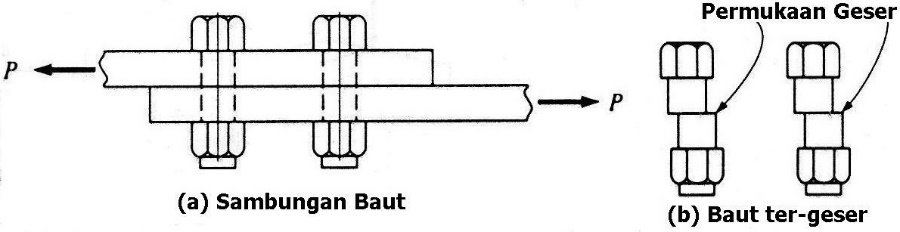 Permukaan Geser
P
P
(a) Sambungan Baut
(b) Baut ter-geser